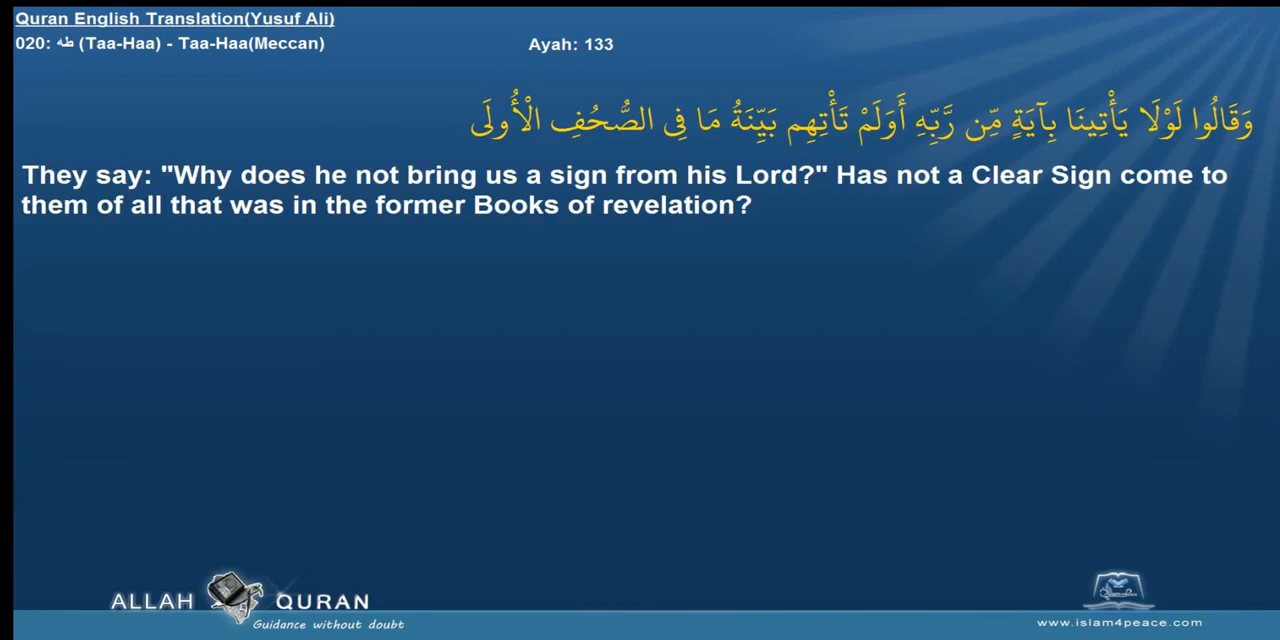 Quran English Translation(Yusuf Ali)
020: طه (Taa-Haa) - Taa-Haa(Meccan)
Ayah: 133
وَقَالُوا لَوْلَا يَأْتِينَا بِآيَةٍ مِّن رَّبِّهِ أَوَلَمْ تَأْتِهِم بَيِّنَةُ مَا فِي الصُّحُفِ الْأُولَى
They say: "Why does he not bring us a sign from his Lord?" Has not a Clear Sign come to
them of all that was in the former Books of revelation?
ALLAH QURAN
Guidance without doubt
www.islam4peace.com